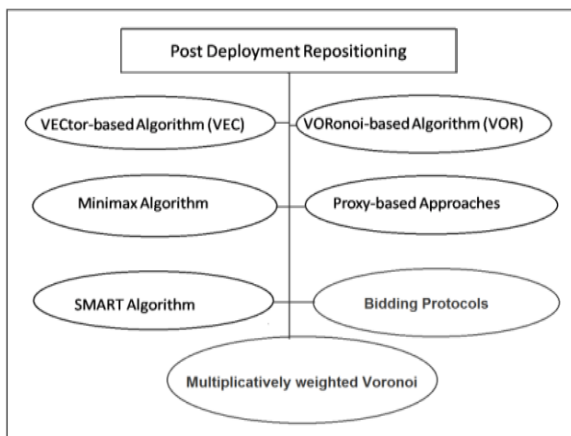 Post Deployment Repositioning
VECtor-based Algorithm (VEC)
VORonoi-based Algorithm (VOR)
Minimax Algorithm
Proxy-based Approaches
SMART Algorithm
Bidding Protocols
Multiplicatively weighted Voronoi